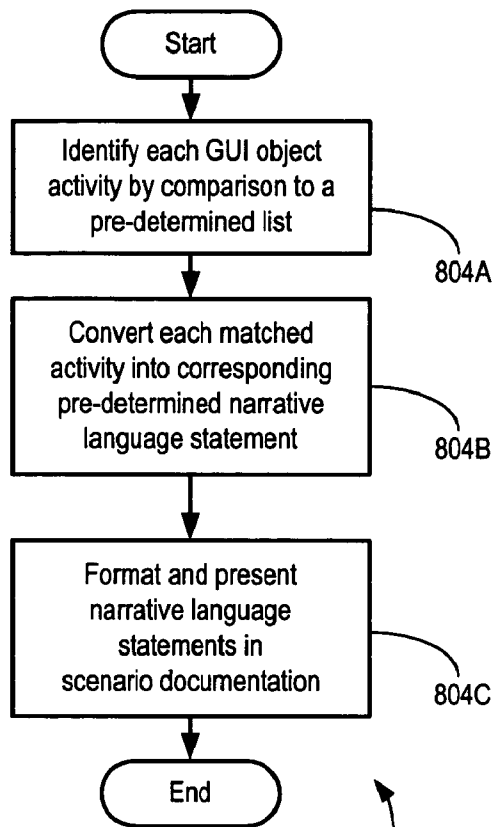 Start
Identify each GUI object
activity by comparison to a
pre-determined list
804A
Convert each matched
activity into corresponding
pre-determined narrative
language statement
804B
Format and present
narrative language
statements in
scenario documentation
804C
End